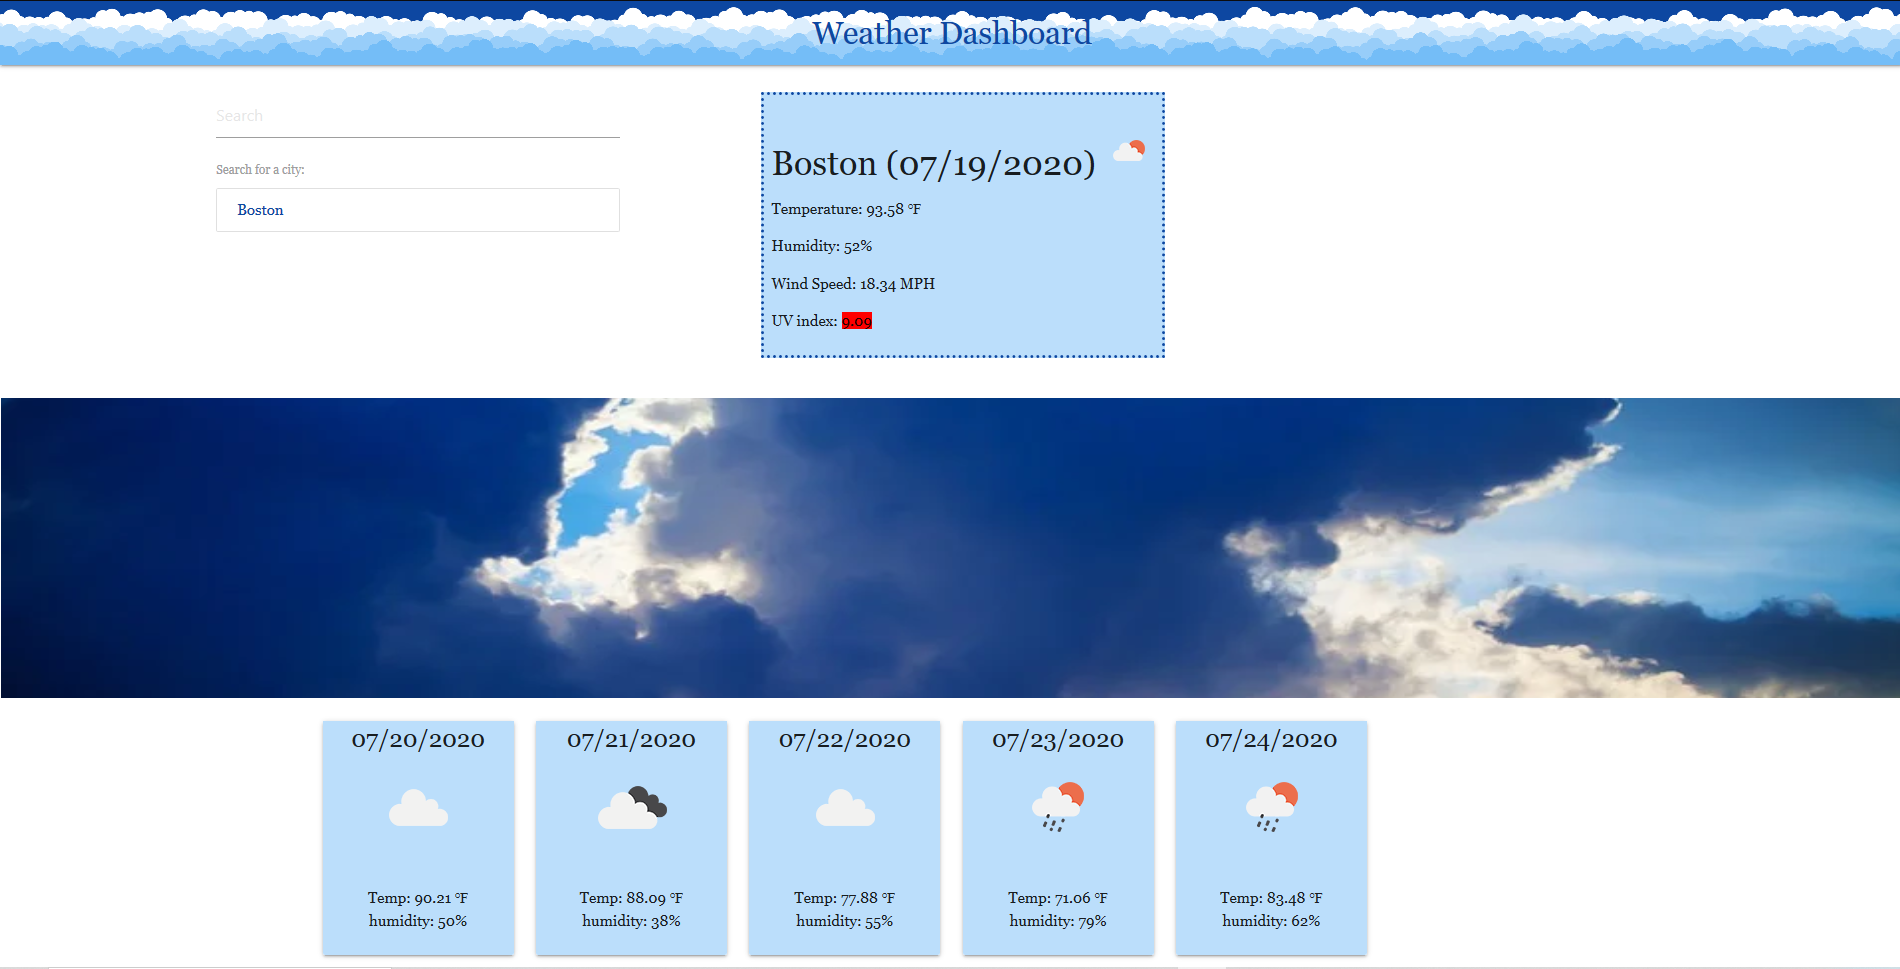 Weather Dashboard
Search
Search for a city:
Boston
Boston (07/19/2020)
Temperature: 93.58 °F
Humidity: 52%
Wind Speed: 18.34 MPH
UV index: 9.09
07/20/2020
Temp: 90.21 °F
humidity: 50%
07/21/2020
Temp: 88.09 °F
humidity: 38%
07/22/2020
Temp: 77.88 °F
humidity: 55%
07/23/2020
Temp: 71.06 °F
humidity: 79%
07/24/2020
Temp: 83.48 °F
humidity: 62%